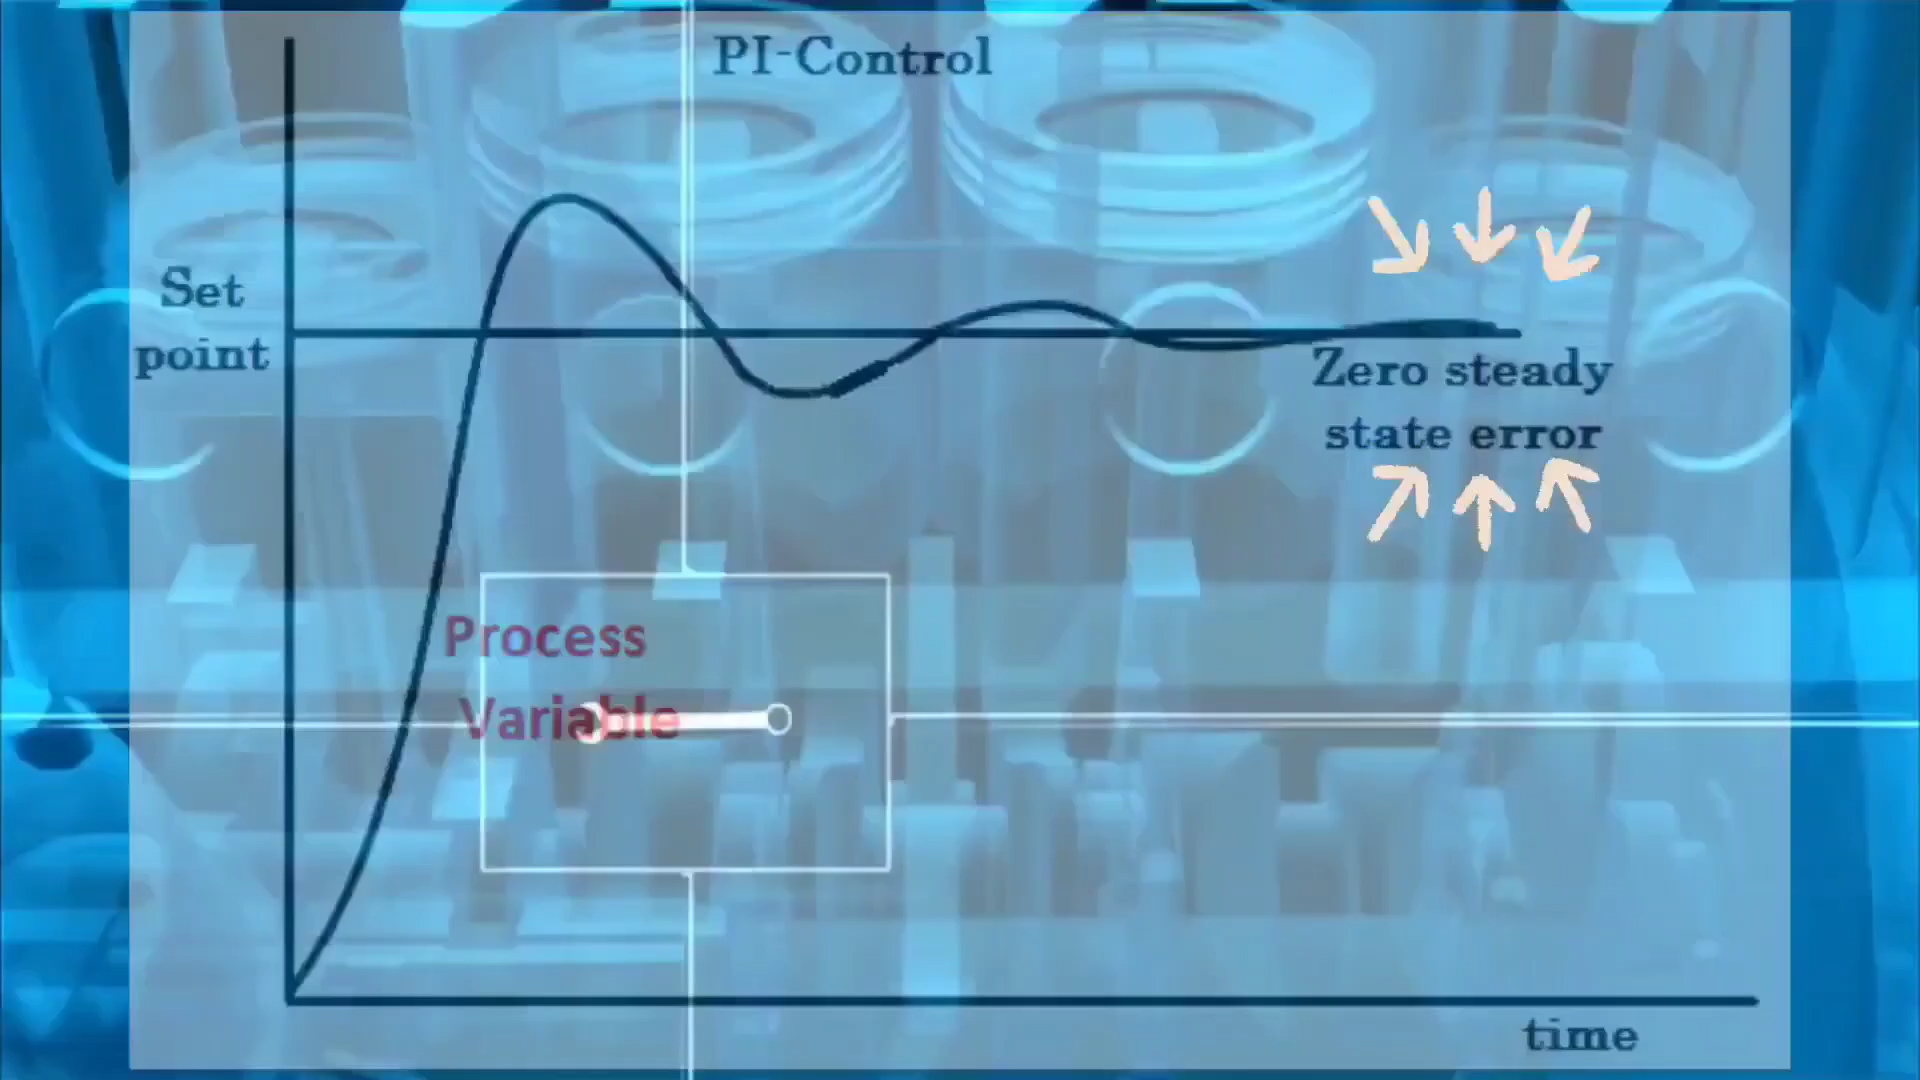 PI-Control
Set
point
Zero steady
state error
Process
Variable
time